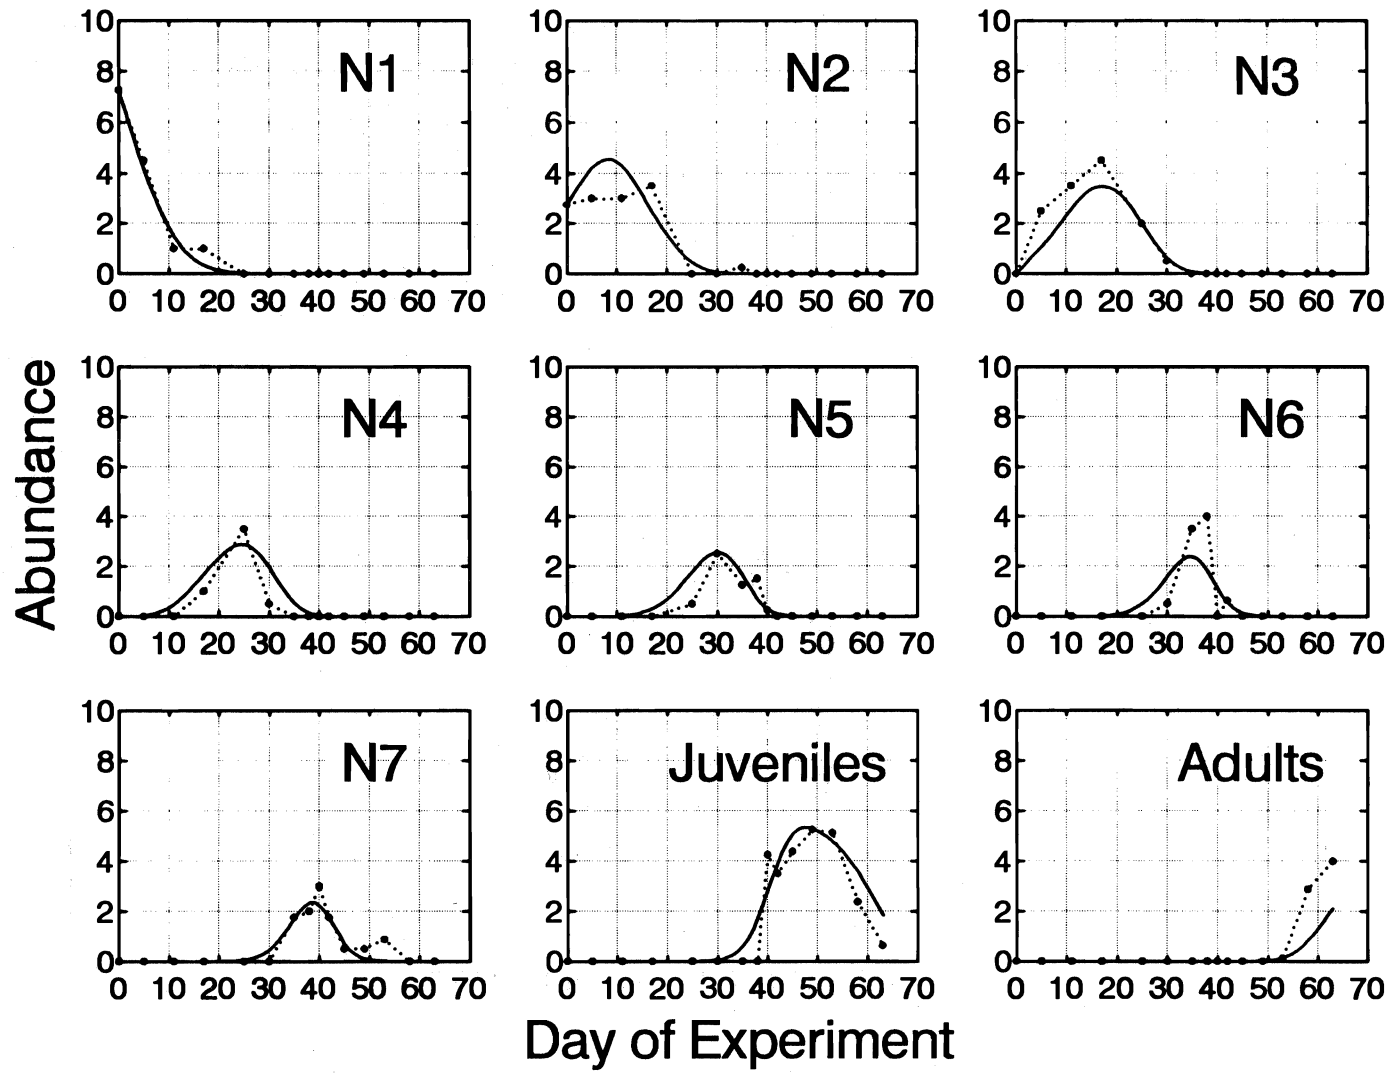 10 8 6 4 2 0 N1 0 10 20 30 40 50 60 70
10 8 6 4 2 0 N2 0 10 20 30 40 50 60 70
10 8 6 4 2 0 N3 0 10 20 30 40 50 60 70
Abundance
10 8 6 4 2 0 N4 0 10 20 30 40 50 60 70
10 8 6 4 2 0 N5 0 10 20 30 40 50 60 70
10 8 6 4 2 0 N6 0 10 20 30 40 50 60 70
10 8 6 4 2 0 N7 0 10 20 30 40 50 60 70
10 8 6 4 2 0 Juveniles 0 10 20 30 40 50 60 70
10 8 6 4 2 0 Adults 0 10 20 30 40 50 60 70
Day of Experiment